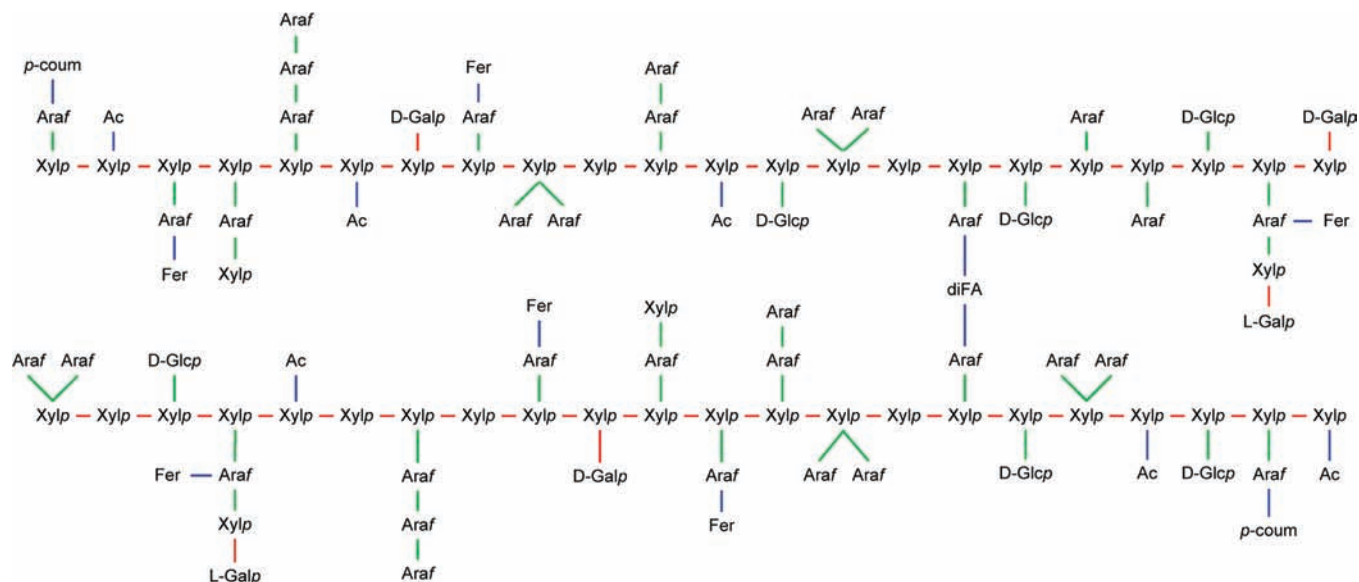 Araf
p-coum Araf Fer Araf
Araf Ac Araf D-Galp Araf Araf Araf Araf Araf D-Glcp D-Galp
Xylp Xylp Xylp Xylp Xylp Xylp Xylp Xylp Xylp Xylp Xylp Xylp Xylp Xylp Xylp Xylp Xylp Xylp Xylp Xylp Xylp Xylp
Araf Araf Ac Araf Araf Ac D-Glcp Araf D-Glcp Araf Araf Fer
Fer Xylp Xylp
diFA
Fer Xylp Araf L-Galp
Araf Araf D-Glcp Ac Araf Araf Araf Araf Araf Araf
Xylp Xylp Xylp Xylp Xylp Xylp Xylp Xylp Xylp Xylp Xylp Xylp Xylp Xylp Xylp Xylp Xylp Xylp Xylp Xylp Xylp Xylp
Fer Araf Araf D-Galp Araf Araf Araf D-Glcp Ac D-Glcp Araf Ac
Xylp Araf Fer p-coum
L-Galp Araf